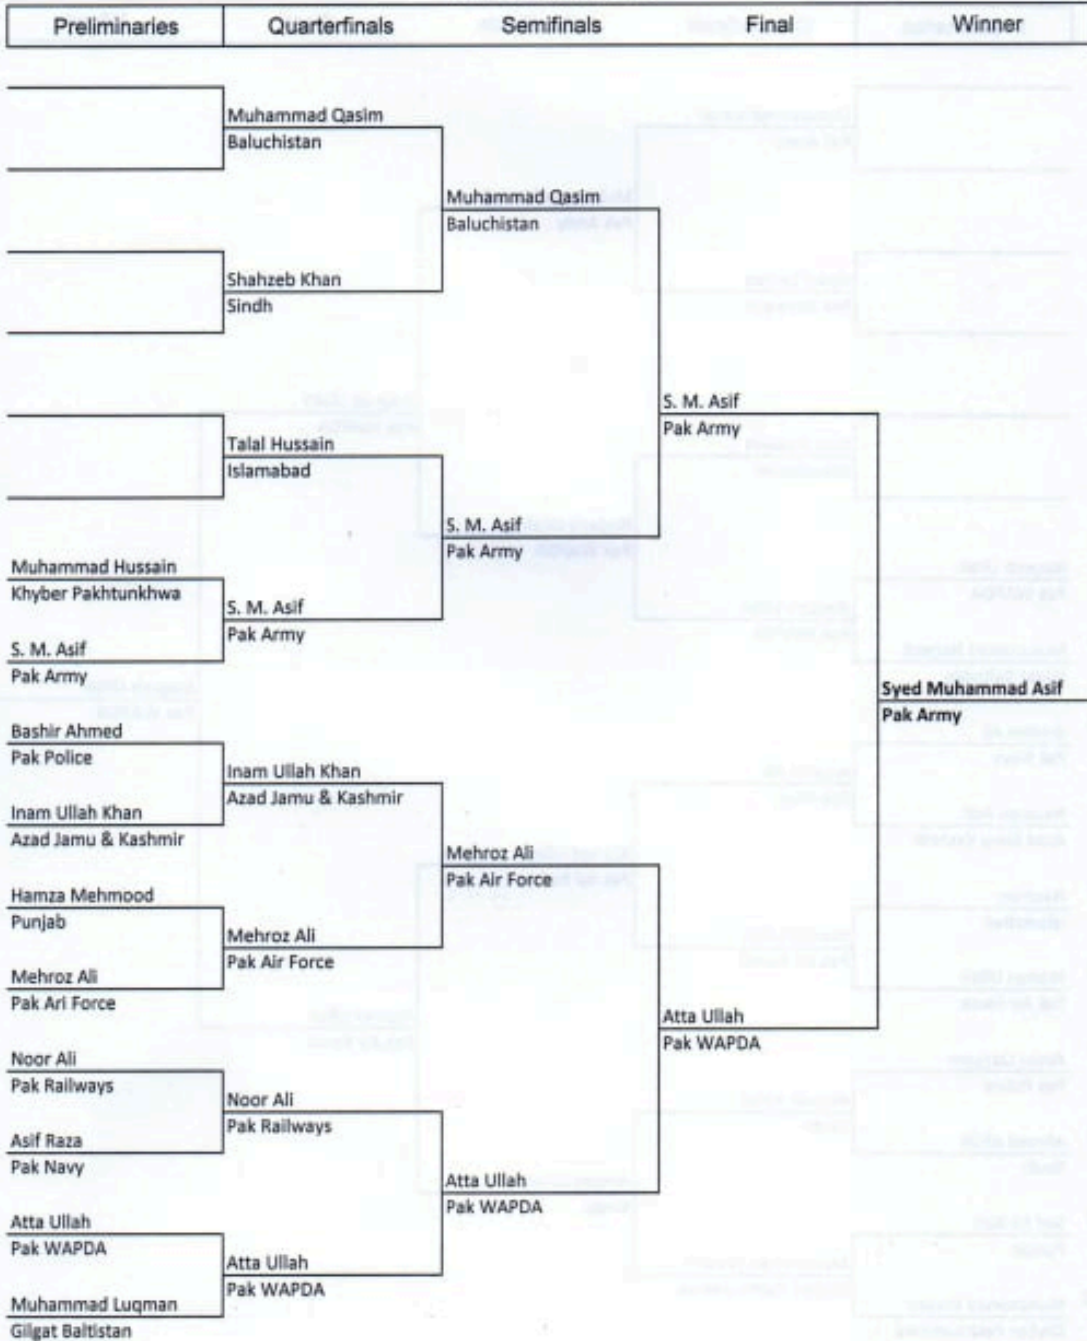 Preliminaries Quarterfinals Semifinals Final Winner
Muhammad Qasim
Baluchistan
Muhammad Qasim
Baluchistan
Shahzeb Khan
Sindh
S. M. Asif
Pak Army
Talal Hussain
Islamabad
S. M. Asif
Pak Army
Muhammad Hussain
Khyber Pakhtunkhwa
S. M. Asif
Pak Army
S. M. Asif
Pak Army
Syed Muhammad Asif
Pak Army
Bashir Ahmed
Pak Police
Inam Ullah Khan
Azad Jamu & Kashmir
Inam Ullah Khan
Azad Jamu & Kashmir
Mehroz Ali
Pak Air Force
Hamza Mehmood
Punjab
Mehroz Ali
Pak Air Force
Mehroz Ali
Pak Ari Force
Atta Ullah
Pak WAPDA
Noor Ali
Pak Railways
Noor Ali
Pak Railways
Asif Raza
Pak Navy
Atta Ullah
Pak WAPDA
Atta Ullah
Pak WAPDA
Atta Ullah
Pak WAPDA
Muhammad Luqman
Gilgat Baltistan